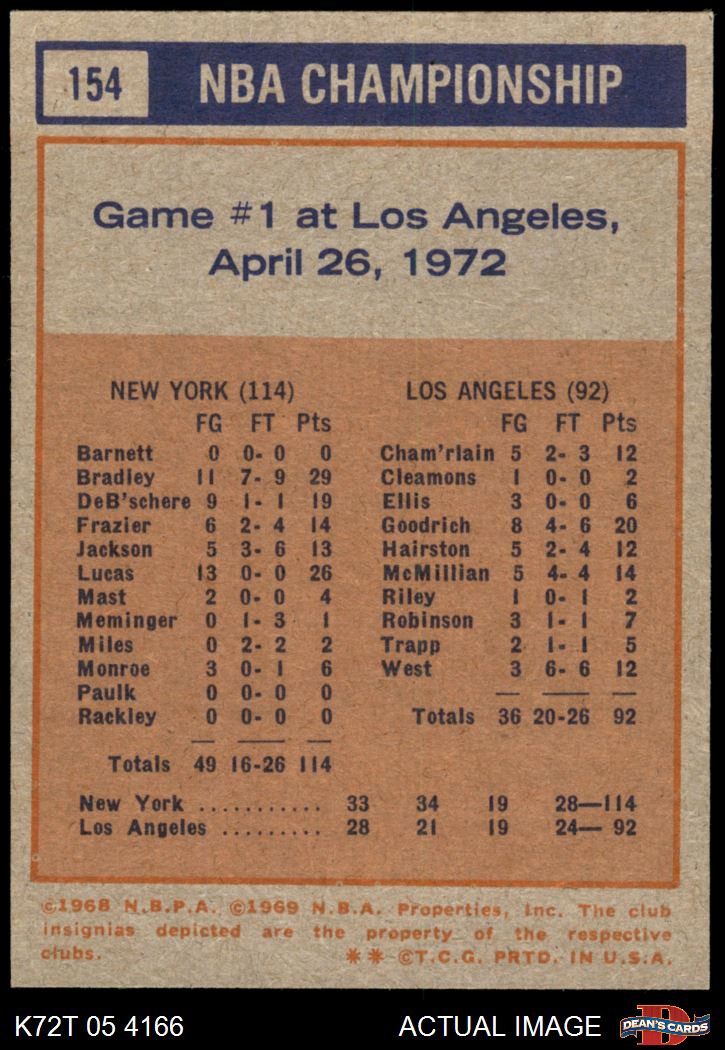 154 NBA CHAMPIONSHIP
Game #1 at Los Angeles,
April 26, 1972
NEW YORK (114)
FG FT Pts
Barnett 0 0- 0 0
Bradley 11 7- 9 29
DeB'schere 9 1- 1 19
Frazier 6 2- 4 14
Jackson 5 3- 6 13
Lucas 13 0- 0 26
Mast 2 0- 0 4
Meminger 0 1- 3 1
Miles 0 2- 2 2
Monroe 3 0- 1 6
Paulk 0 0- 0 0
Rackley 0 0- 0 0
Totals 49 16-26 114
LOS ANGELES (92)
FG FT Pts
Cham'rlain 5 2- 3 12
Cleamons 1 0- 0 2
Ellis 3 0- 0 6
Goodrich 8 4- 6 20
Hairston 5 2- 4 12
McMillian 5 4- 4 14
Riley 1 0- 1 2
Robinson 3 1- 1 7
Trapp 2 1- 1 5
West 3 6- 6 12
Totals 36 20-26 92
New York ........... 33 34 19 28—114
Los Angeles ......... 28 21 19 24— 92
©1968 N.B.P.A. ©1969 N.B.A. Properties, Inc. The club
insignias depicted are the property of the respective
clubs. ** ©T.C.G. PRTD. IN U.S.A.
K72T 05 4166 ACTUAL IMAGE D DEAN'S CARDS